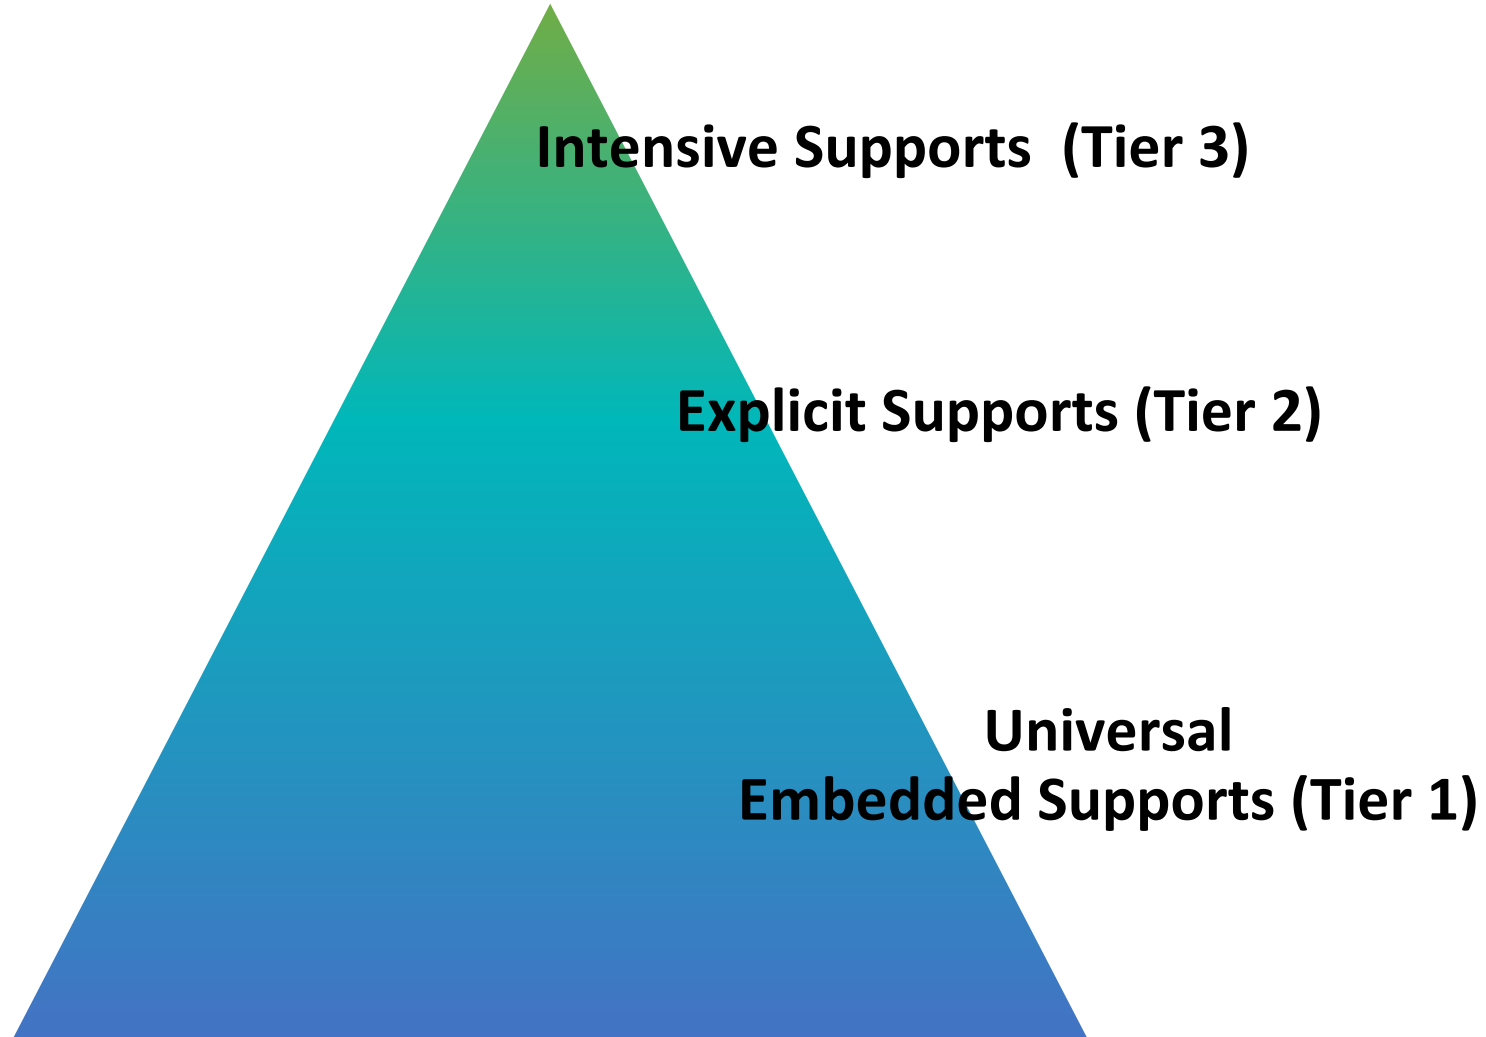 Intensive Supports  (Tier 3)
Explicit Supports (Tier 2)
Universal
Embedded Supports (Tier 1)